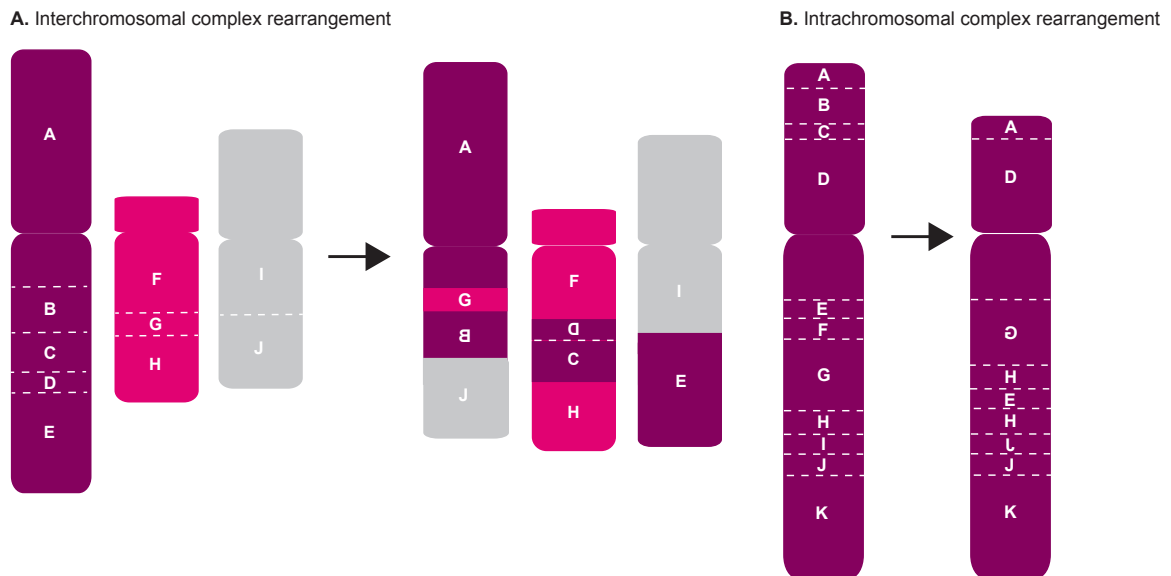 A. Interchromosomal complex rearrangement
A
B
C
D
E
F
G
H
I
J
A
G
B
J
F
D
C
H
I
E
B. Intrachromosomal complex rearrangement
A
B
C
D
E
F
G
H
I
J
K
A
D
G
H
E
H
J
J
K